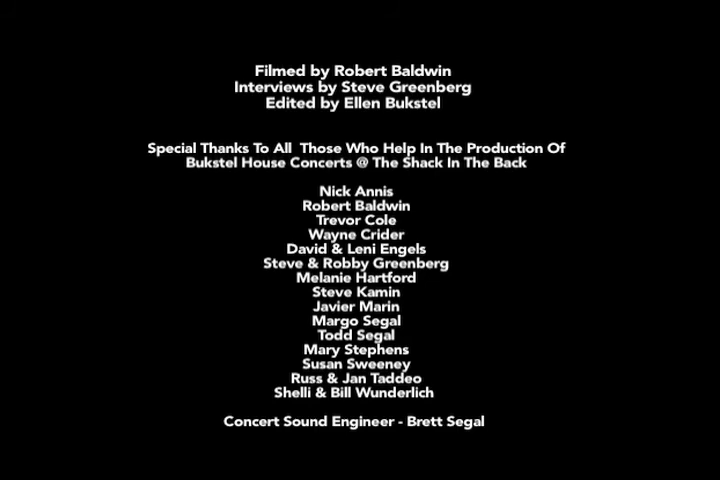 Filmed by Robert Baldwin
Interviews by Steve Greenberg
Edited by Ellen Bukstel
Special Thanks To All  Those Who Help In The Production Of
Bukstel House Concerts @ The Shack In The Back
Nick Annis
Robert Baldwin
Trevor Cole
Wayne Crider
David & Leni Engels
Steve & Robby Greenberg
Melanie Hartford
Steve Kamin
Javier Marin
Margo Segal
Todd Segal
Mary Stephens
Susan Sweeney
Russ & Jan Taddeo
Shelli & Bill Wunderlich
Concert Sound Engineer - Brett Segal